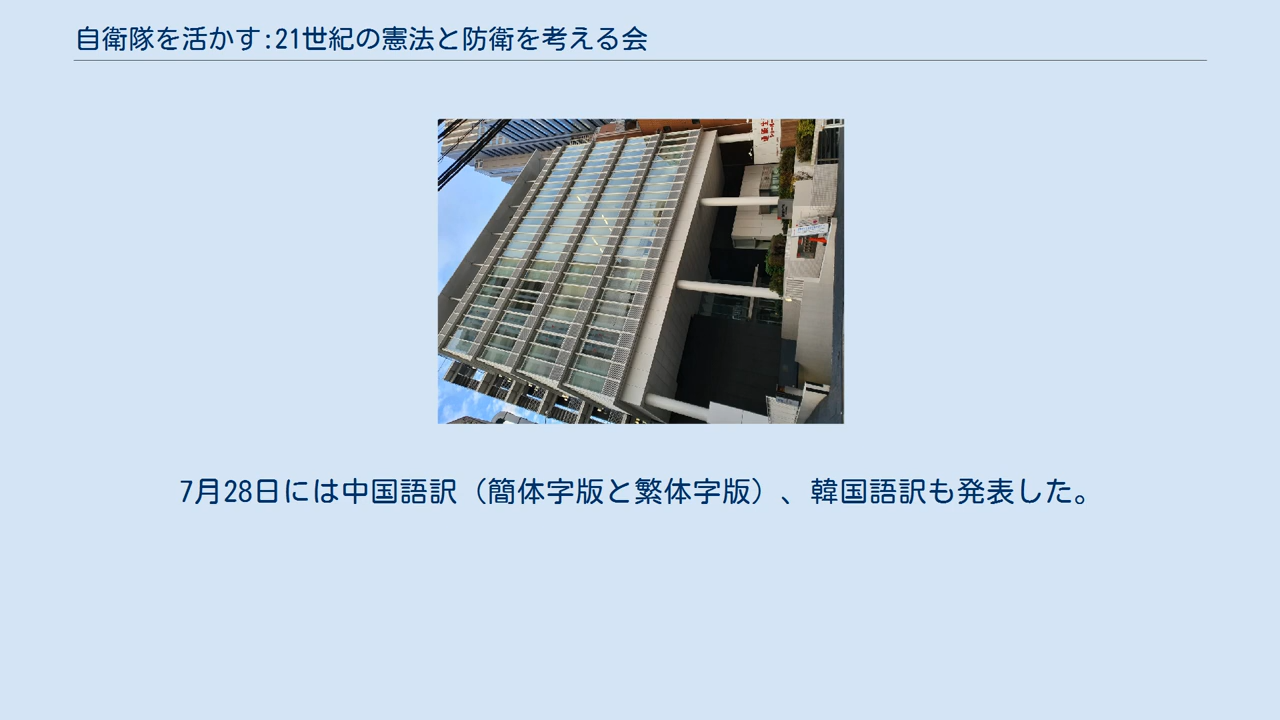 自衛隊を活かす:21世紀の憲法と防衛を考える会
7月28日には中国語訳（簡体字版と繁体字版）、韓国語訳も発表した。